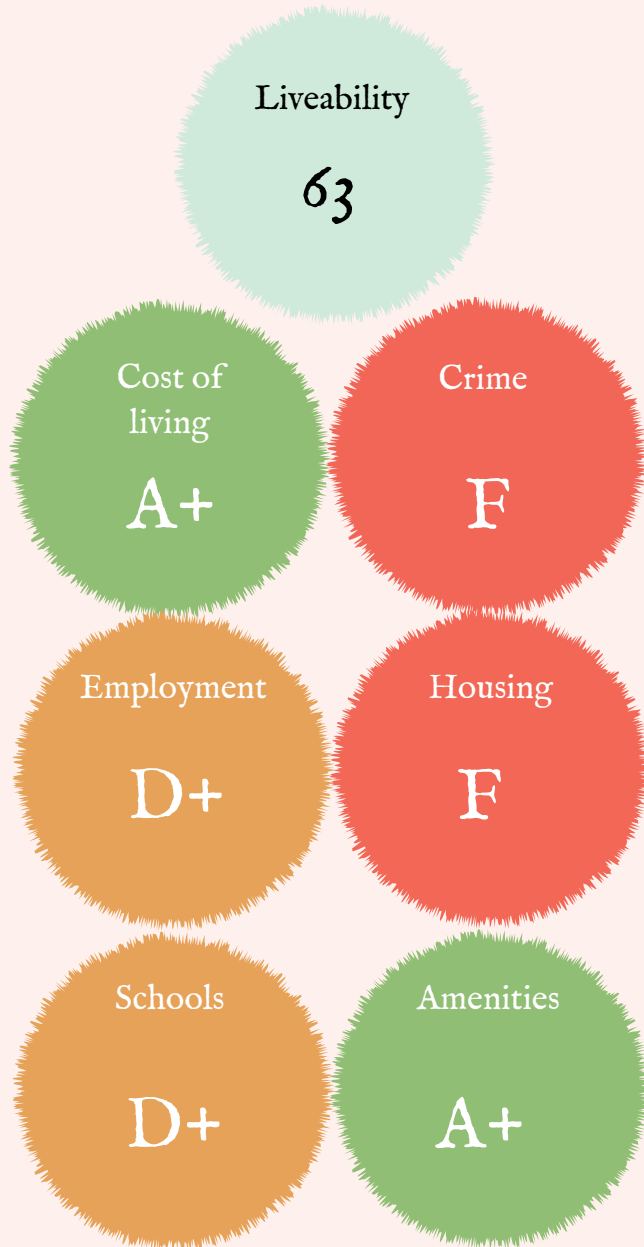 Liveability
63
Cost of
living
A+
Crime
F
Employment
D+
Housing
F
Schools
D+
Amenities
A+